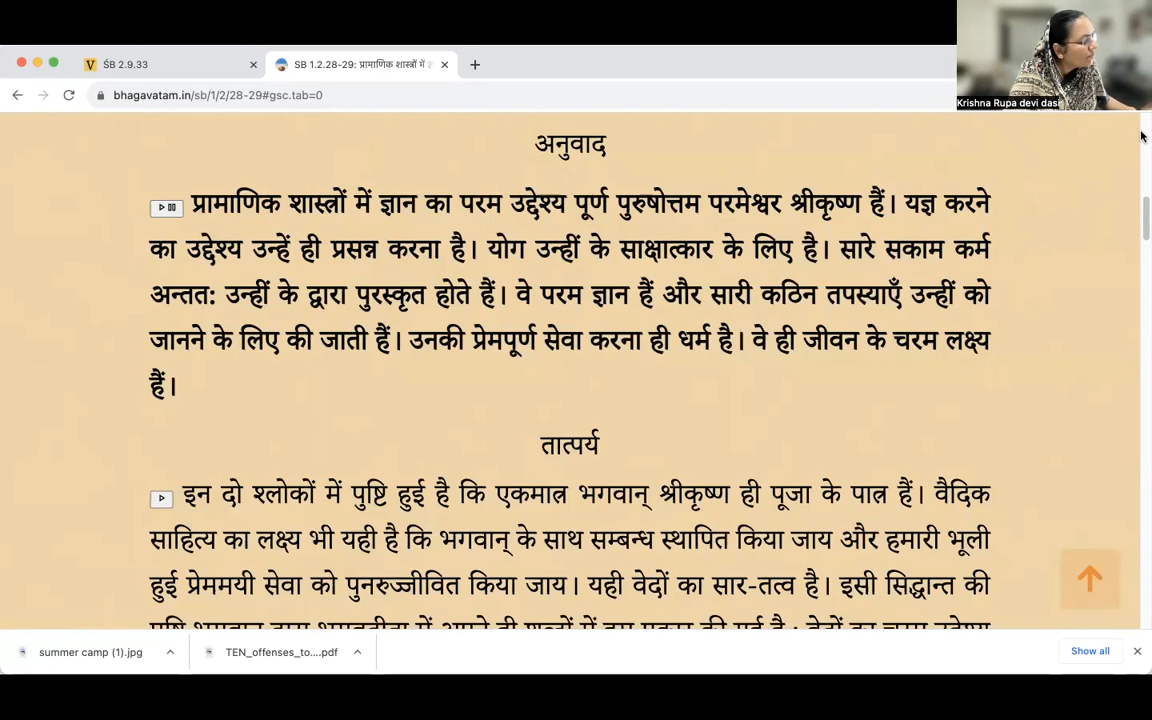 ŚB 2.9.33
SB 1.2.28-29: प्रामाणिक शास्त्रों में
bhagavatam.in/sb/1/2/28-29#gsc.tab=0
Krishna Rupa devi dasi
अनुवाद
प्रामाणिक शास्त्रों में ज्ञान का परम उद्देश्य पूर्ण पुरुषोत्तम परमेश्वर श्रीकृष्ण हैं। यज्ञ करने
का उद्देश्य उन्हें ही प्रसन्न करना है। योग उन्हीं के साक्षात्कार के लिए है। सारे सकाम कर्म
अन्तत: उन्हीं के द्वारा पुरस्कृत होते हैं। वे परम ज्ञान हैं और सारी कठिन तपस्याएँ उन्हीं को
जानने के लिए की जाती हैं। उनकी प्रेमपूर्ण सेवा करना ही धर्म है। वे ही जीवन के चरम लक्ष्य
हैं।
तात्पर्य
इन दो श्लोकों में पुष्टि हुई है कि एकमात्र भगवान् श्रीकृष्ण ही पूजा के पात्र हैं। वैदिक
साहित्य का लक्ष्य भी यही है कि भगवान् के साथ सम्बन्ध स्थापित किया जाय और हमारी भूली
हुई प्रेममयी सेवा को पुनरुज्जीवित किया जाय। यही वेदों का सार-तत्व है। इसी सिद्धान्त की
summer camp (1).jpg
TEN_offenses_to....pdf
Show all